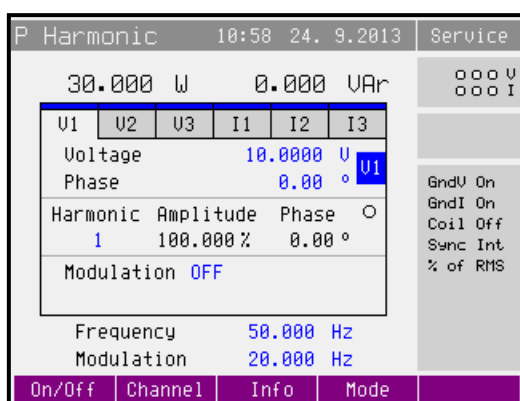 P Harmonic 10:58 24. 9.2013 Service
30.000 W 0.000 VAr
000 V
000 I
V1 V2 V3 I1 I2 I3
Voltage 10.0000 V
V1
Phase 0.00 °
Harmonic Amplitude Phase
1 100.000 % 0.00 °
Modulation OFF
Frequency 50.000 Hz
Modulation 20.000 Hz
GndV On
GndI On
Coil Off
Sync Int
% of RMS
On/Off Channel Info Mode